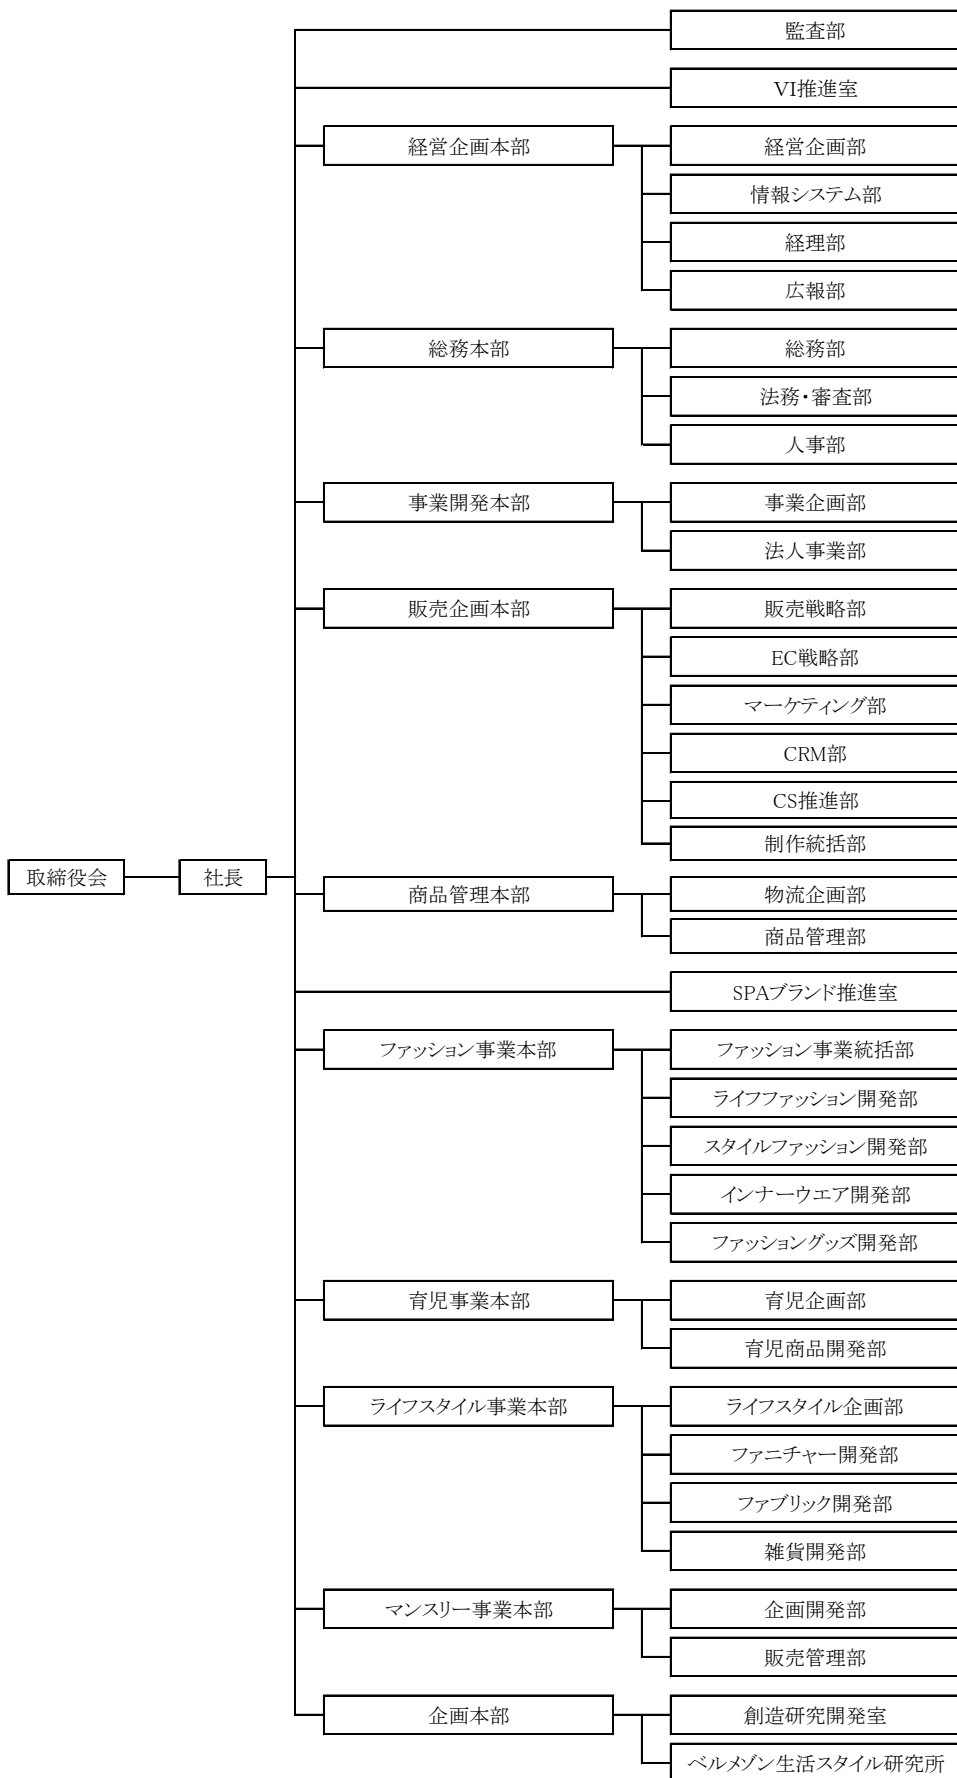 監査部
VI推進室
経営企画本部
経営企画部
情報システム部
経理部
広報部
総務本部
総務部
法務・審査部
人事部
事業開発本部
事業企画部
法人事業部
販売企画本部
販売戦略部
EC戦略部
マーケティング部
CRM部
CS推進部
制作統括部
取締役会
社長
商品管理本部
物流企画部
商品管理部
SPAブランド推進室
ファッション事業本部
ファッション事業統括部
ライフファッション開発部
スタイルファッション開発部
インナーウエア開発部
ファッショングッズ開発部
育児事業本部
育児企画部
育児商品開発部
ライフスタイル事業本部
ライフスタイル企画部
ファニチャー開発部
ファブリック開発部
雑貨開発部
マンスリー事業本部
企画開発部
販売管理部
企画本部
創造研究開発室
ベルメゾン生活スタイル研究所